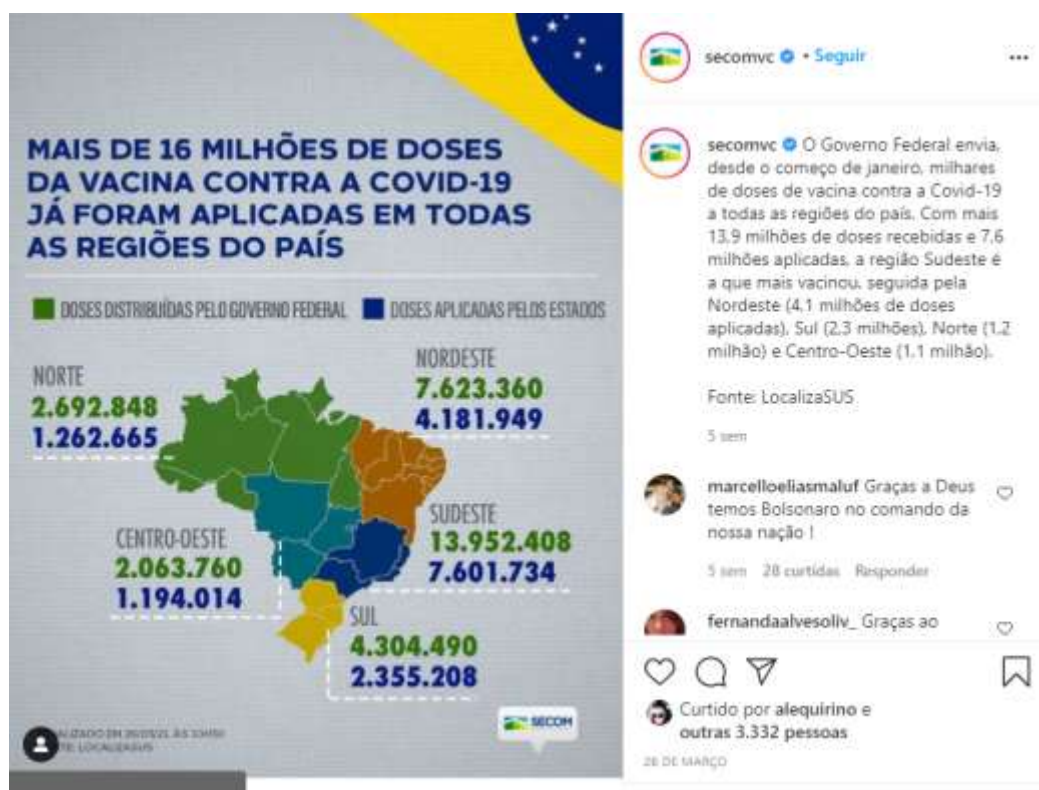 MAIS DE 16 MILHÕES DE DOSES
DA VACINA CONTRA A COVID-19
JÁ FORAM APLICADAS EM TODAS
AS REGIÕES DO PAÍS
DOSES DISTRIBUÍDAS PELO GOVERNO FEDERAL
DOSES APLICADAS PELOS ESTADOS
NORTE
2.692.848
1.262.665
NORDESTE
7.623.360
4.181.949
CENTRO-OESTE
2.063.760
1.194.014
SUDESTE
13.952.408
7.601.734
SUL
4.304.490
2.355.208
SECOM
secomvc • Seguir
secomvc O Governo Federal envia,
desde o começo de janeiro, milhares
de doses de vacina contra a Covid-19
a todas as regiões do país. Com mais
13,9 milhões de doses recebidas e 7,6
milhões aplicadas, a região Sudeste é
a que mais vacinou, seguida pela
Nordeste (4,1 milhões de doses
aplicadas), Sul (2,3 milhões), Norte (1,2
milhão) e Centro-Oeste (1,1 milhão).
Fonte: LocalizaSUS
5 sem
marcelloeliasmaluf Graças a Deus
temos Bolsonaro no comando da
nossa nação !
5 sem 28 curtidas Responder
fernandaalvesoliv_ Graças ao
Curtido por alequirino e
outras 3.332 pessoas
26 DE MARÇO